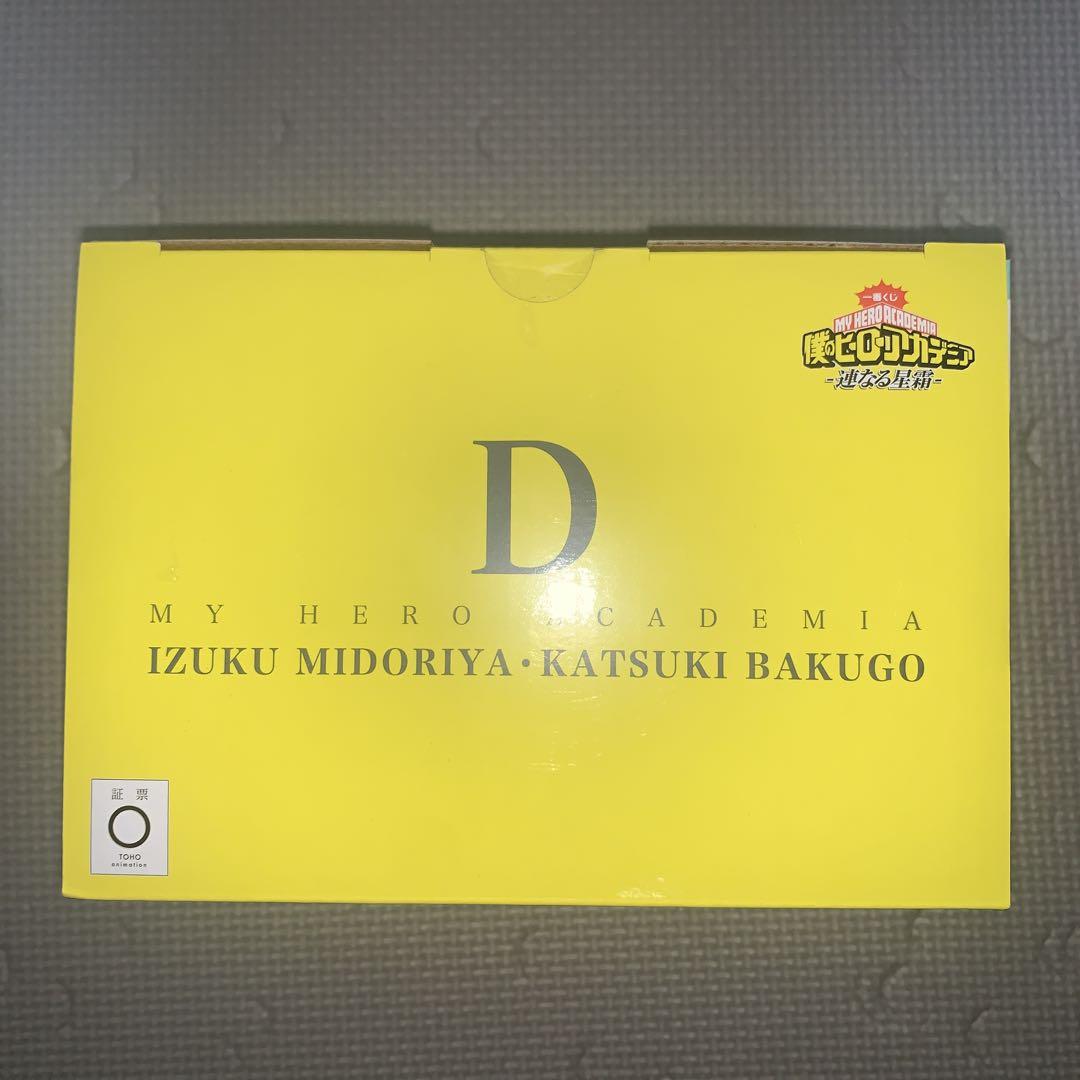 一番くじ
MY HERO ACADEMIA
僕のヒーローアカデミア
-連なる星霜-
D
MY HERO ACADEMIA
IZUKU MIDORIYA・KATSUKI BAKUGO
証票
TOHO
animation